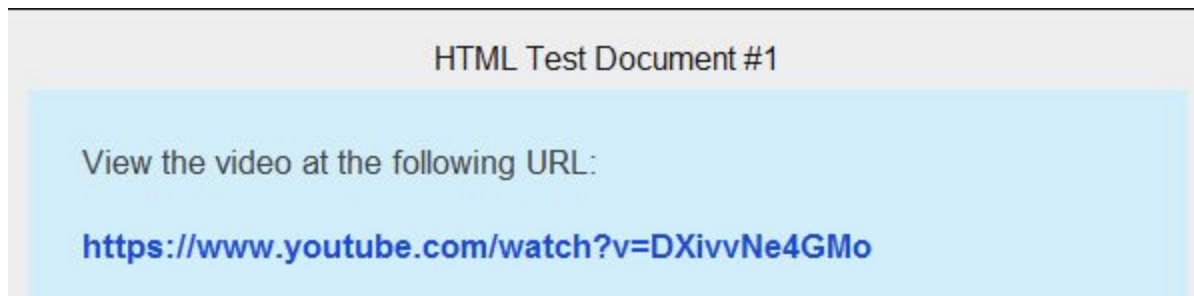 HTML Test Document #1
View the video at the following URL:
https://www.youtube.com/watch?v=DXivvNe4GMo